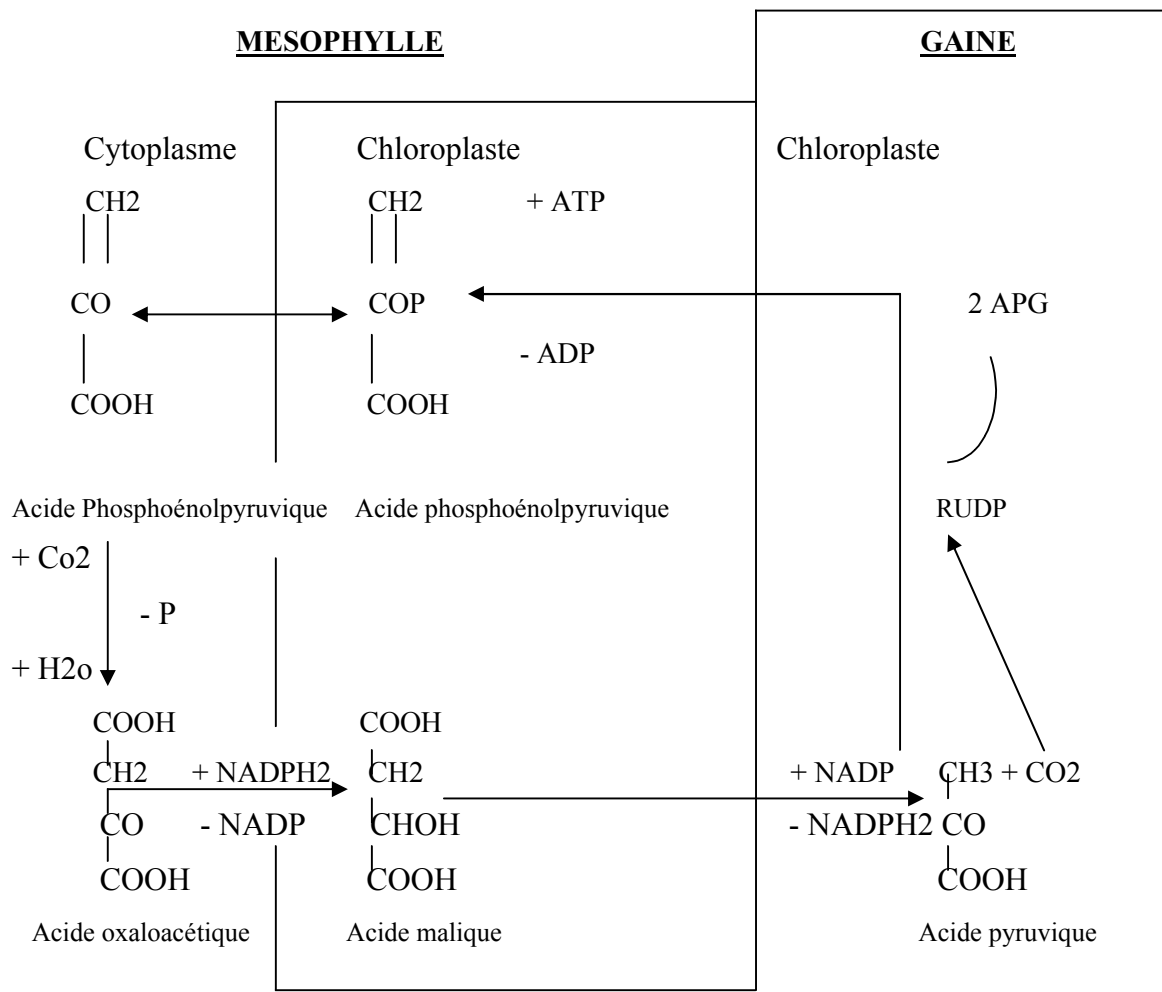 MESOPHYLLE GAINE
Cytoplasme Chloroplaste Chloroplaste
CH2 CH2 + ATP
CO COP 2 APG
- ADP
COOH COOH
Acide Phosphoénolpyruvique Acide phosphoénolpyruvique RUDP
+ Co2
- P
+ H2o
COOH COOH
CH2 + NADPH2 CH2 + NADP CH3 + CO2
CO - NADP CHOH - NADPH2 CO
COOH COOH COOH
Acide oxaloacétique Acide malique Acide pyruvique